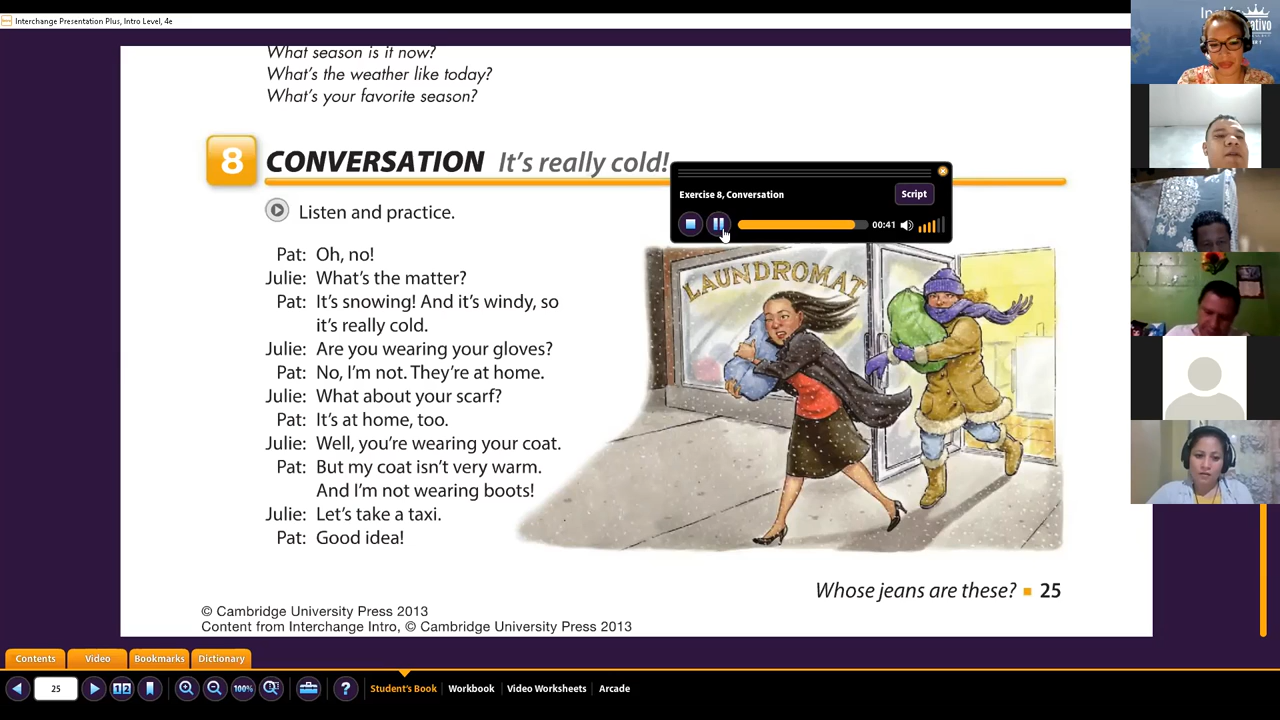 Interchange Presentation Plus, Intro Level, 4e
What season is it now?
What's the weather like today?
What's your favorite season?
8 CONVERSATION It's really cold!
Exercise 8, Conversation
Script
00:41
Listen and practice.
Pat: Oh, no!
Julie: What's the matter?
Pat: It's snowing! And it's windy, so
it's really cold.
Julie: Are you wearing your gloves?
Pat: No, I'm not. They're at home.
Julie: What about your scarf?
Pat: It's at home, too.
Julie: Well, you're wearing your coat.
Pat: But my coat isn't very warm.
And I'm not wearing boots!
Julie: Let's take a taxi.
Pat: Good idea!
LAUNDROMAT
Whose jeans are these? 25
© Cambridge University Press 2013
Content from Interchange Intro, © Cambridge University Press 2013
Contents Video Bookmarks Dictionary
25 1 2 100% ? Student's Book Workbook Video Worksheets Arcade